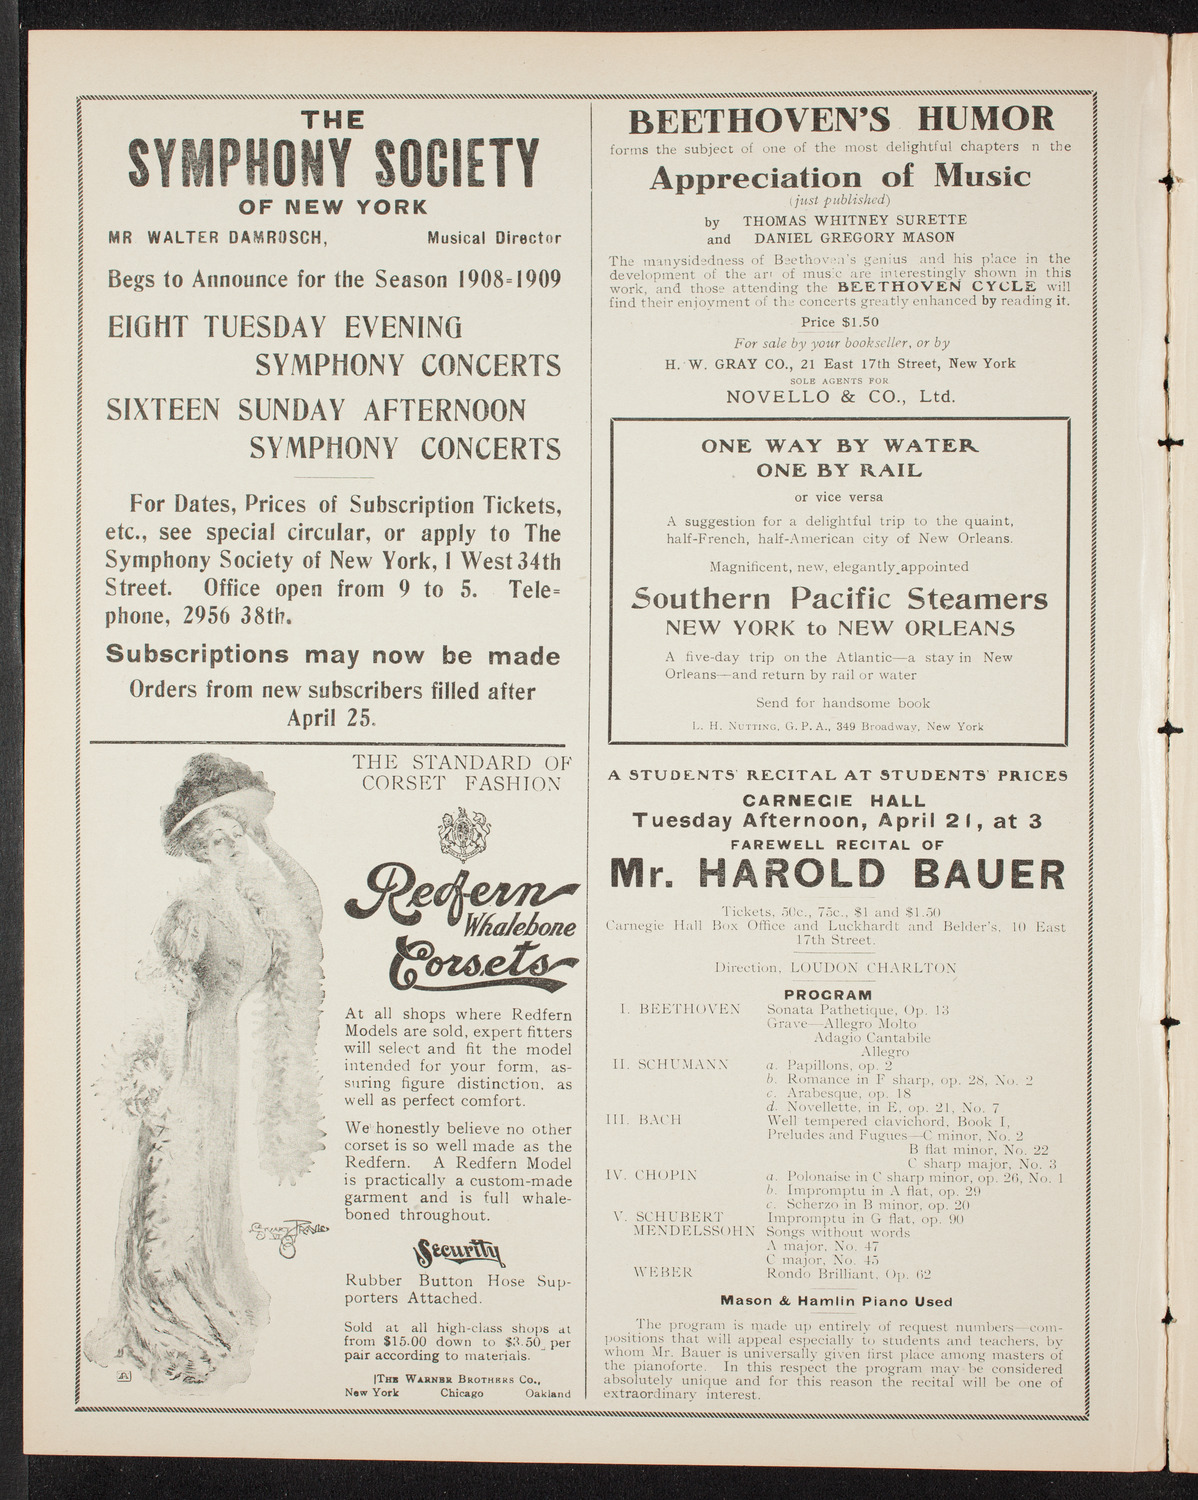 THE
SYMPHONY SOCIETY
OF NEW YORK
MR WALTER DAMROSCH, Musical Director
Begs to Announce for the Season 1908=1909
EIGHT TUESDAY EVENING
SYMPHONY CONCERTS
SIXTEEN SUNDAY AFTERNOON
SYMPHONY CONCERTS
For Dates, Prices of Subscription Tickets,
etc., see special circular, or apply to The
Symphony Society of New York, 1 West 34th
Street. Office open from 9 to 5. Tele=
phone, 2956 38th.
Subscriptions may now be made
Orders from new subscribers filled after
April 25.
THE STANDARD OF
CORSET FASHION
Redfern
Whalebone
Corsets
At all shops where Redfern
Models are sold, expert fitters
will select and fit the model
intended for your form, as-
suring figure distinction, as
well as perfect comfort.
We honestly believe no other
corset is so well made as the
Redfern. A Redfern Model
is practically a custom-made
garment and is full whale-
boned throughout.
Security
Rubber Button Hose Sup-
porters Attached.
Sold at all high-class shops at
from $15.00 down to $3.50 per
pair according to materials.
THE WARNER BROTHERS CO.,
New York Chicago Oakland
BEETHOVEN'S HUMOR
forms the subject of one of the most delightful chapters n the
Appreciation of Music
(just published)
by THOMAS WHITNEY SURETTE
and DANIEL GREGORY MASON
The manysidedness of Beethoven's genius and his place in the
development of the art of music are interestingly shown in this
work, and those attending the BEETHOVEN CYCLE will
find their enjoyment of the concerts greatly enhanced by reading it.
Price $1.50
For sale by your bookseller, or by
H. W. GRAY CO., 21 East 17th Street, New York
SOLE AGENTS FOR
NOVELLO & CO., Ltd.
ONE WAY BY WATER
ONE BY RAIL
or vice versa
A suggestion for a delightful trip to the quaint,
half-French, half-American city of New Orleans.
Magnificent, new, elegantly appointed
Southern Pacific Steamers
NEW YORK to NEW ORLEANS
A five-day trip on the Atlantic—a stay in New
Orleans—and return by rail or water
Send for handsome book
L. H. NUTTING, G. P. A., 349 Broadway, New York
A STUDENTS' RECITAL AT STUDENTS' PRICES
CARNEGIE HALL
Tuesday Afternoon, April 21, at 3
FAREWELL RECITAL OF
Mr. HAROLD BAUER
Tickets, 50c., 75c., $1 and $1.50
Carnegie Hall Box Office and Luckhardt and Belder's, 10 East
17th Street.
Direction, LOUDON CHARLTON
PROGRAM
I. BEETHOVEN Sonata Pathetique, Op. 13
Grave—Allegro Molto
Adagio Cantabile
Allegro
II. SCHUMANN a. Papillons, op. 2
b. Romance in F sharp, op. 28, No. 2
c. Arabesque, op. 18
d. Novellette, in E, op. 21, No. 7
III. BACH Well tempered clavichord, Book I,
Preludes and Fugues—C minor, No. 2
B flat minor, No. 22
C sharp major, No. 3
IV. CHOPIN a. Polonaise in C sharp minor, op. 26, No. 1
b. Impromptu in A flat, op. 29
c. Scherzo in B minor, op. 20
V. SCHUBERT Impromptu in G flat, op. 90
MENDELSSOHN Songs without words
A major, No. 47
C major, No. 45
WEBER Rondo Brilliant, Op. 62
Mason & Hamlin Piano Used
The program is made up entirely of request numbers—com-
positions that will appeal especially to students and teachers, by
whom Mr. Bauer is universally given first place among masters of
the pianoforte. In this respect the program may be considered
absolutely unique and for this reason the recital will be one of
extraordinary interest.